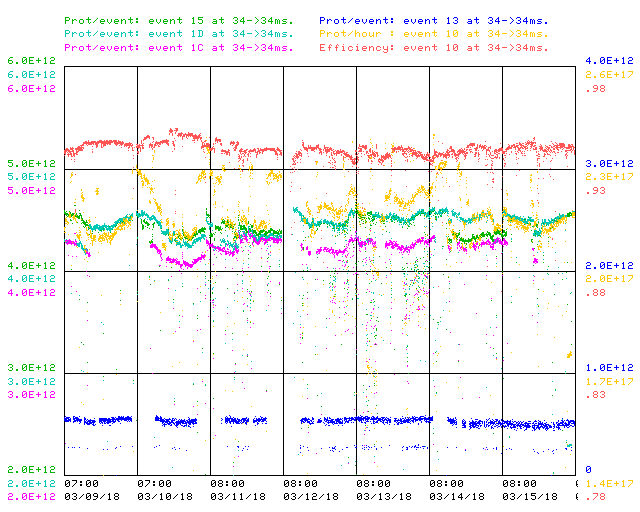 Prot/event: event 15 at 34->34ms. Prot/event: event 13 at 34->34ms.
Prot/event: event 1D at 34->34ms. Prot/hour : event 10 at 34->34ms.
Prot/event: event 1C at 34->34ms. Efficiency: event 10 at 34->34ms.
6.0E+12 4.0E+12
6.0E+12 2.6E+17
6.0E+12 .98
5.0E+12 3.0E+12
5.0E+12 2.3E+17
5.0E+12 .93
4.0E+12 2.0E+12
4.0E+12 2.0E+17
4.0E+12 .88
3.0E+12 1.0E+12
3.0E+12 1.7E+17
3.0E+12 .83
2.0E+12 0
2.0E+12 07:00 07:00 08:00 08:00 08:00 08:00 08:00 1.4E+17
2.0E+12 03/09/18 03/10/18 03/11/18 03/12/18 03/13/18 03/14/18 03/15/18 .78